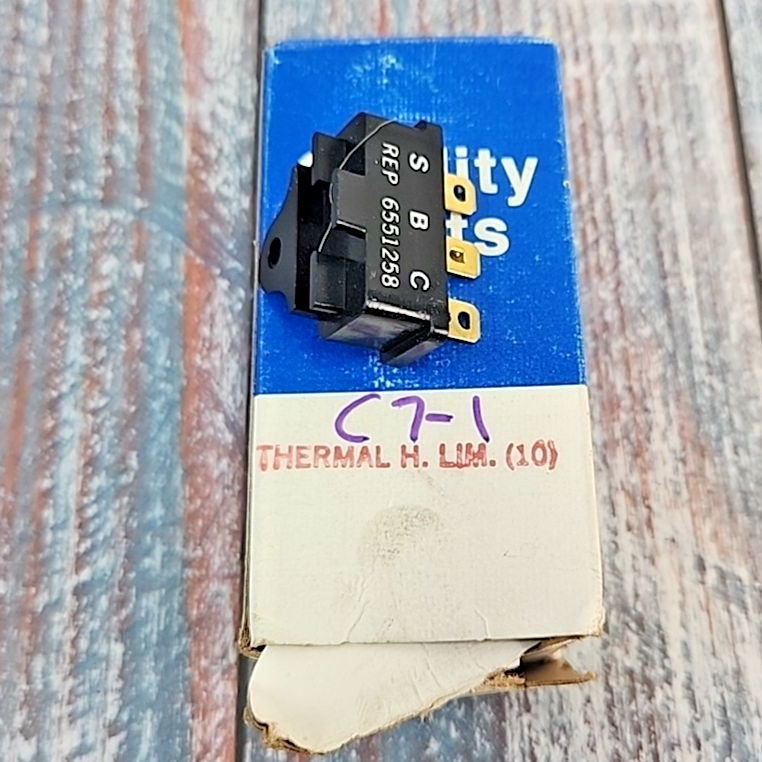 ity
ts
S B C
REP 6551258
C7-1
THERMAL H. LIM. (10)